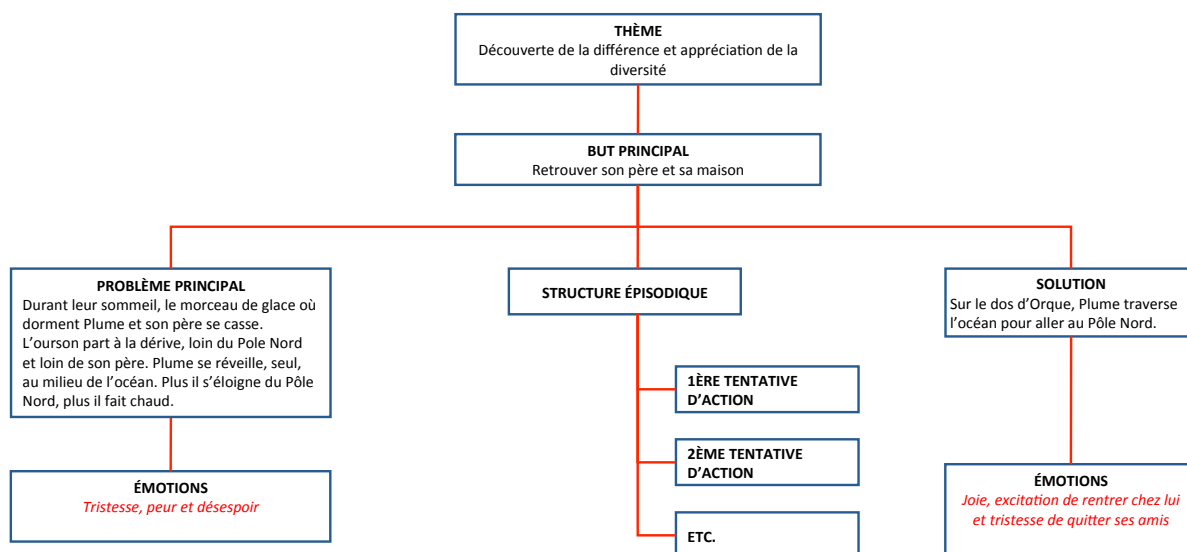 THÈME
Découverte de la différence et appréciation de la
diversité
BUT PRINCIPAL
Retrouver son père et sa maison
PROBLÈME PRINCIPAL
Durant leur sommeil, le morceau de glace où
dorment Plume et son père se casse.
L’ourson part à la dérive, loin du Pole Nord
et loin de son père. Plume se réveille, seul,
au milieu de l’océan. Plus il s’éloigne du Pôle
Nord, plus il fait chaud.
ÉMOTIONS
Tristesse, peur et désespoir
STRUCTURE ÉPISODIQUE
1ÈRE TENTATIVE
D’ACTION
2ÈME TENTATIVE
D’ACTION
ETC.
SOLUTION
Sur le dos d’Orque, Plume traverse
l’océan pour aller au Pôle Nord.
ÉMOTIONS
Joie, excitation de rentrer chez lui
et tristesse de quitter ses amis